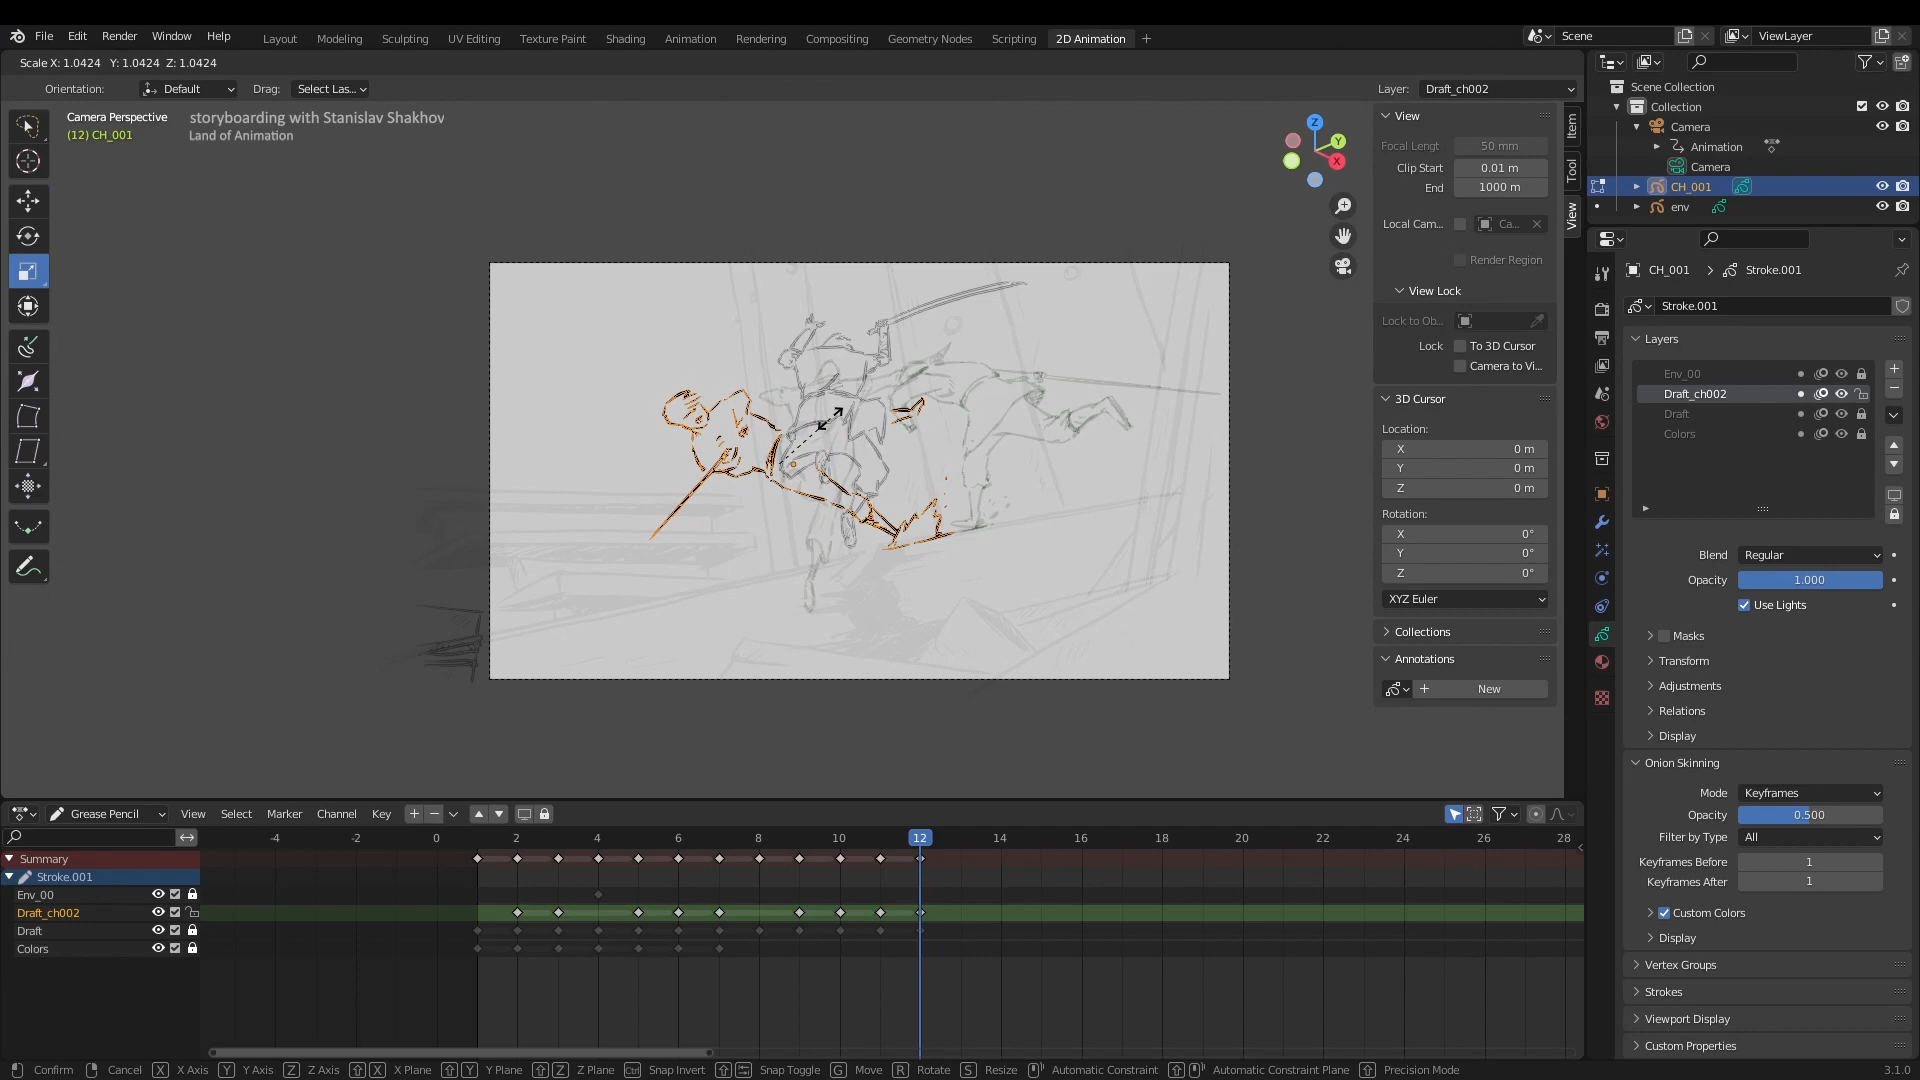 File Edit Render Window Help
Layout Modeling Sculpting UV Editing Texture Paint Shading Animation Rendering Compositing Geometry Nodes Scripting 2D Animation +
Scene ViewLayer
Scale X: 1.0424 Y: 1.0424 Z: 1.0424
Orientation: Default Drag: Select Las...
Layer: Draft_ch002
Camera Perspective
(12) CH_001
storyboarding with Stanislav Shakhov
Land of Animation
Z
Y
X
Item
Tool
View
View
Focal Lengt 50 mm
Clip Start 0.01 m
End 1000 m
Local Cam... Ca...
Render Region
View Lock
Lock to Ob...
Lock To 3D Cursor
Camera to Vi...
3D Cursor
Location:
X 0 m
Y 0 m
Z 0 m
Rotation:
X 0°
Y 0°
Z 0°
XYZ Euler
Collections
Annotations
+ New
Scene Collection
Collection
Camera
Animation
Camera
CH_001
env
CH_001 Stroke.001
Stroke.001
Layers
Env_00
Draft_ch002
Draft
Colors
Blend Regular
Opacity 1.000
Use Lights
Masks
Transform
Adjustments
Relations
Display
Onion Skinning
Mode Keyframes
Opacity 0.500
Filter by Type All
Keyframes Before 1
Keyframes After 1
Custom Colors
Display
Vertex Groups
Strokes
Viewport Display
Custom Properties
Grease Pencil View Select Marker Channel Key
-4 -2 0 2 4 6 8 10 12 14 16 18 20 22 24 26 28
Summary
Stroke.001
Env_00
Draft_ch002
Draft
Colors
Confirm Cancel X X Axis Y Y Axis Z Z Axis X X Plane Y Y Plane Z Z Plane Ctrl Snap Invert Snap Toggle G Move R Rotate S Resize Automatic Constraint Automatic Constraint Plane Precision Mode 3.1.0